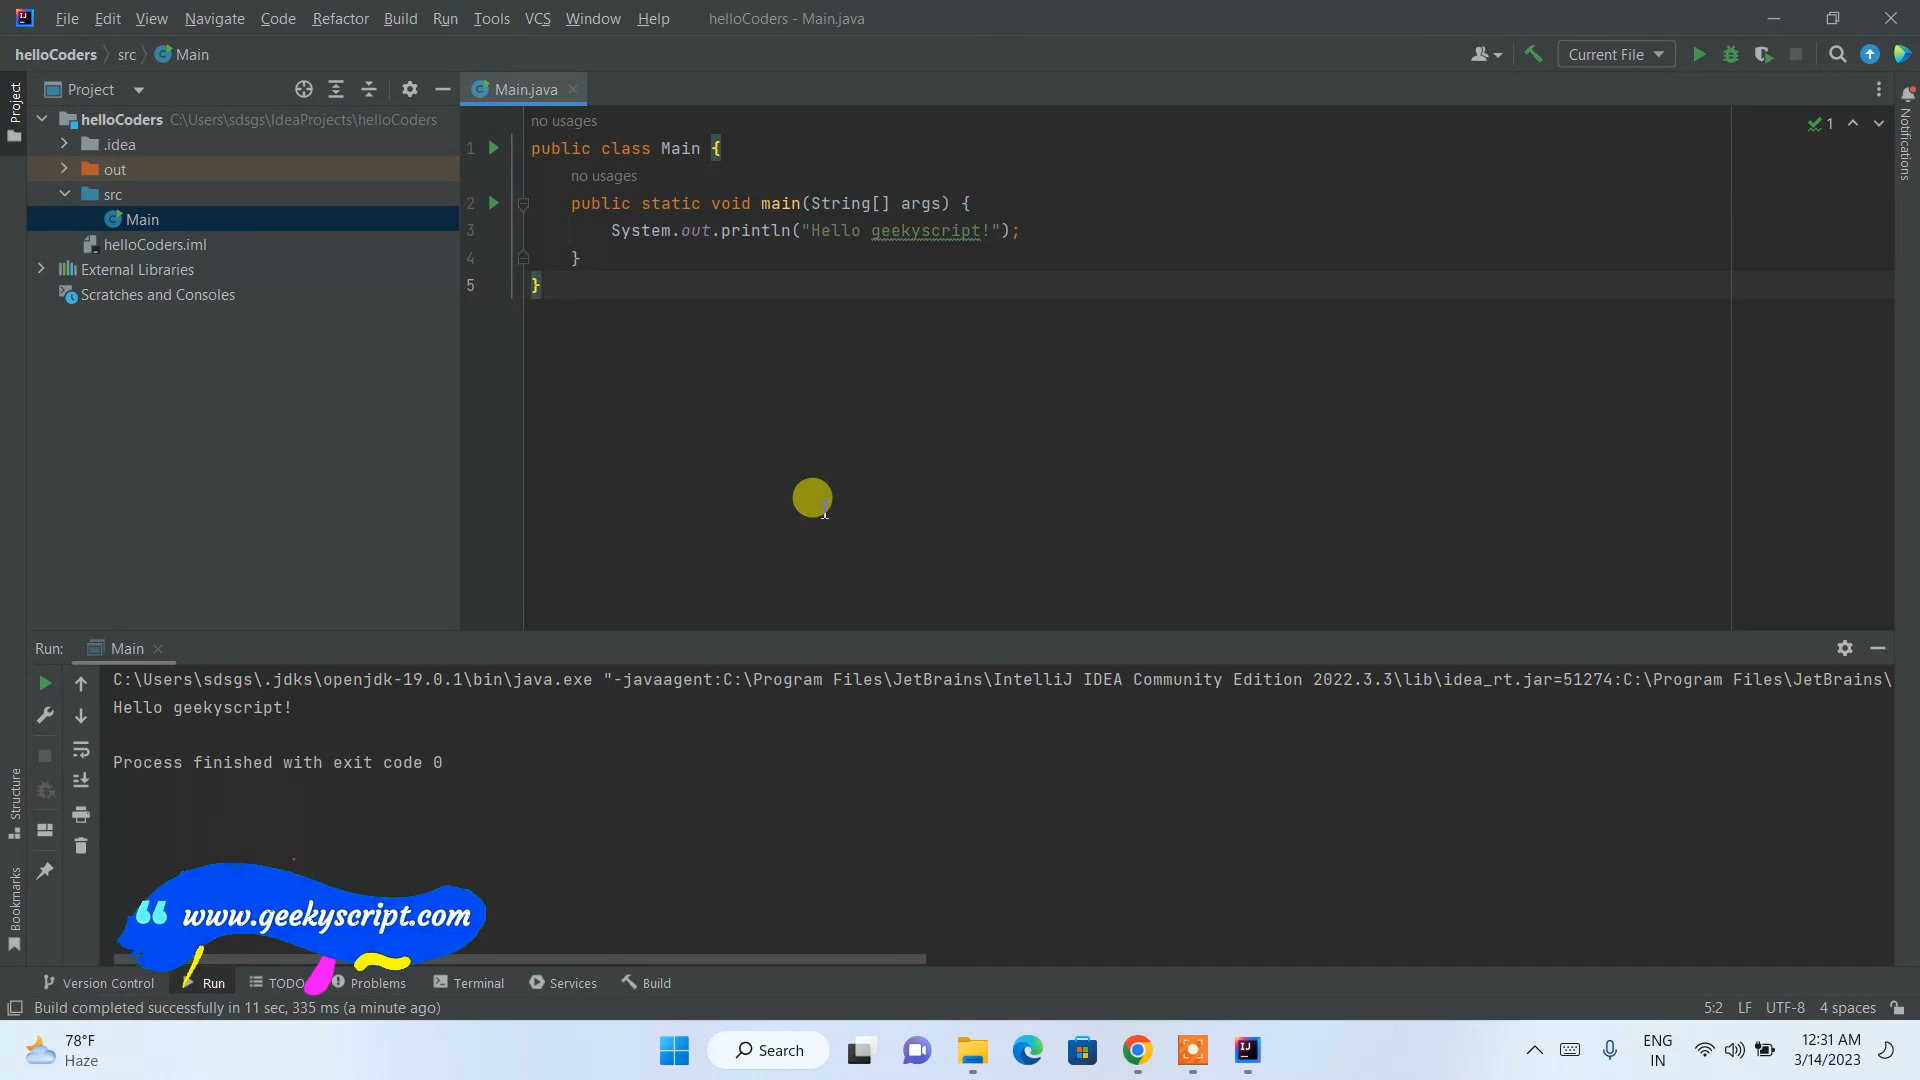 File Edit View Navigate Code Refactor Build Run Tools VCS Window Help helloCoders - Main.java
helloCoders src Main Current File
Project
Project
helloCoders C:\Users\sdsgs\IdeaProjects\helloCoders
.idea
out
src
Main
helloCoders.iml
External Libraries
Scratches and Consoles
Main.java
no usages
1 public class Main {
no usages
2 public static void main(String[] args) {
3 System.out.println("Hello geekyscript!");
4 }
5 }
1
Notifications
Run: Main
C:\Users\sdsgs\.jdks\openjdk-19.0.1\bin\java.exe "-javaagent:C:\Program Files\JetBrains\IntelliJ IDEA Community Edition 2022.3.3\lib\idea_rt.jar=51274:C:\Program Files\JetBrains\
Hello geekyscript!
Process finished with exit code 0
Structure
Bookmarks
www.geekyscript.com
Version Control Run TODO Problems Terminal Services Build
Build completed successfully in 11 sec, 335 ms (a minute ago) 5:2 LF UTF-8 4 spaces
78°F
Haze
Search
ENG
IN
12:31 AM
3/14/2023